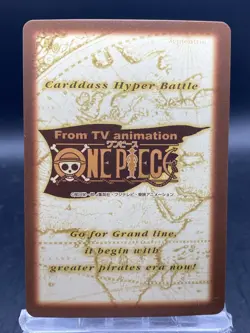 Carddass Hyper Battle
From TV animation
ワンピース
ONE PIECE
Go for Grand line,
it begin with
greater pirates era now!